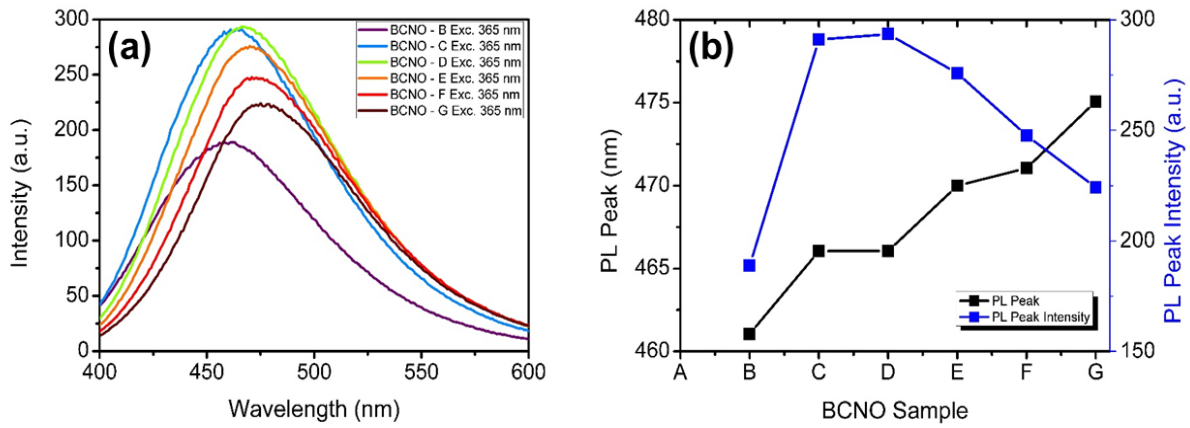 (a)
BCNO - B Exc. 365 nm
BCNO - C Exc. 365 nm
BCNO - D Exc. 365 nm
BCNO - E Exc. 365 nm
BCNO - F Exc. 365 nm
BCNO - G Exc. 365 nm
Intensity (a.u.)
300
250
200
150
100
50
0
400
450
500
550
600
Wavelength (nm)
(b)
PL Peak (nm)
480
475
470
465
460
PL Peak
PL Peak Intensity
300
250
200
150
PL Peak Intensity (a.u.)
A
B
C
D
E
F
G
BCNO Sample